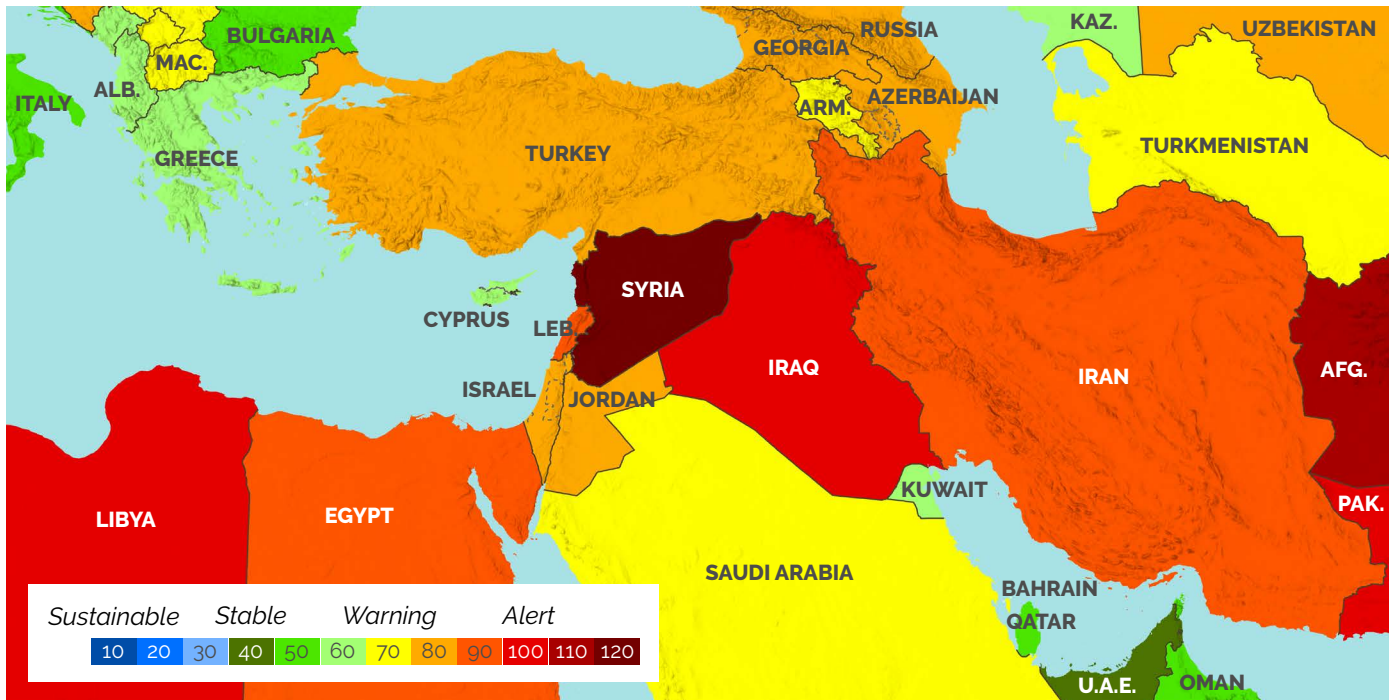 BULGARIA
KAZ.
RUSSIA
UZBEKISTAN
GEORGIA
MAC.
ALB.
ITALY
ARM.
AZERBAIJAN
TURKMENISTAN
GREECE
TURKEY
SYRIA
CYPRUS
LEB.
IRAQ
IRAN
AFG.
ISRAEL
JORDAN
KUWAIT
PAK.
LIBYA
EGYPT
SAUDI ARABIA
BAHRAIN
QATAR
U.A.E.
OMAN
Sustainable Stable Warning Alert
10 20 30 40 50 60 70 80 90 100 110 120